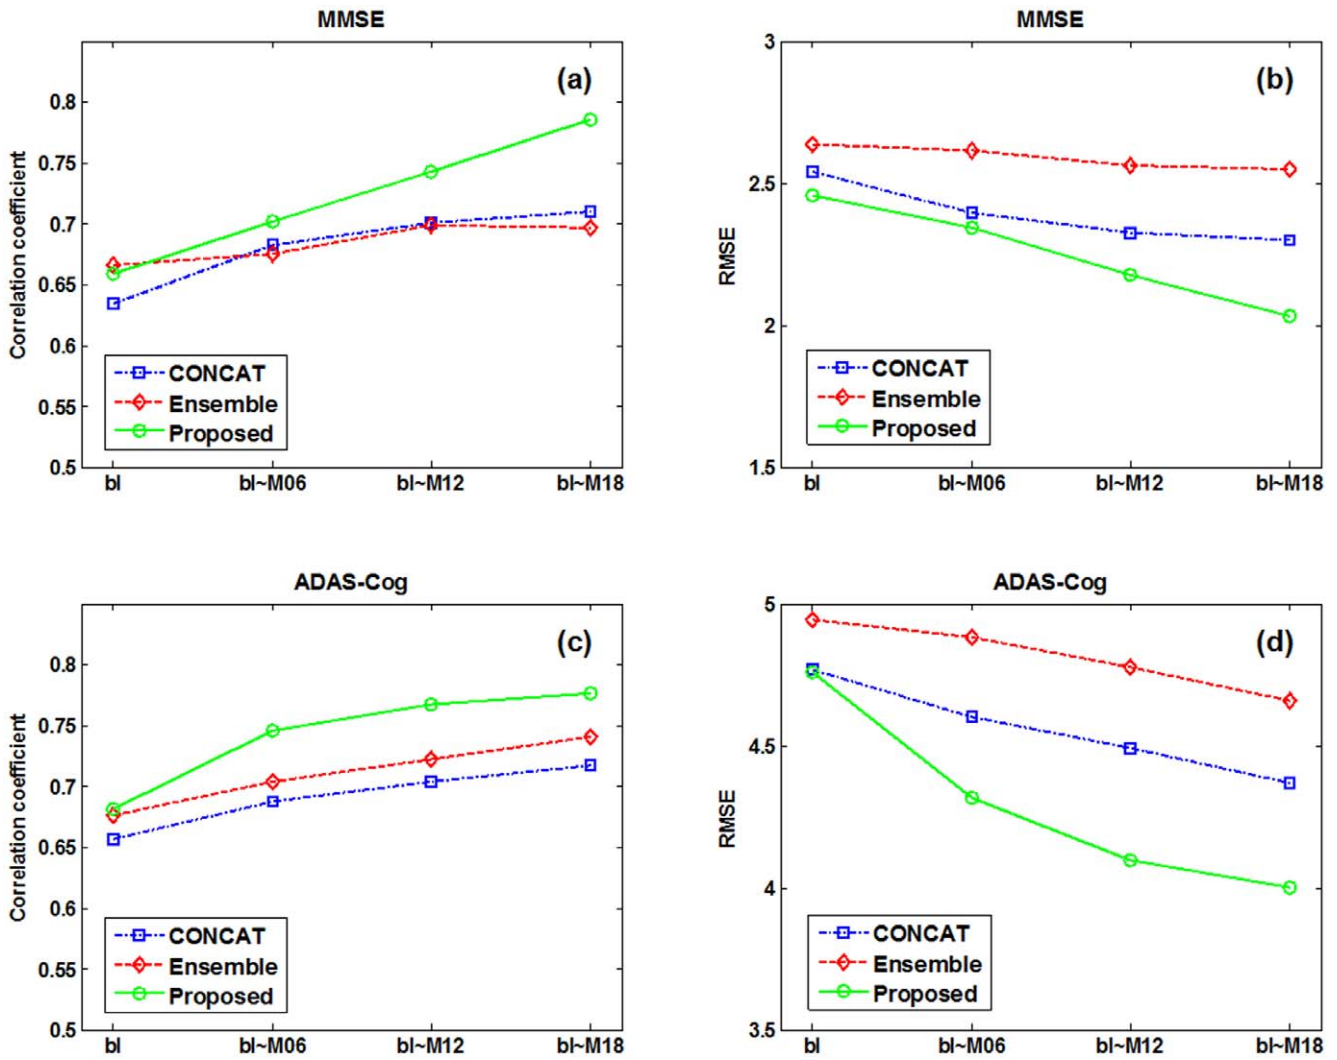 MMSE
(a)
Correlation coefficient
0.8
0.75
0.7
0.65
0.6
0.55
0.5
CONCAT
Ensemble
Proposed
bl bl~M06 bl~M12 bl~M18
MMSE
(b)
RMSE
3
2.5
2
1.5
CONCAT
Ensemble
Proposed
bl bl~M06 bl~M12 bl~M18
ADAS-Cog
(c)
Correlation coefficient
0.8
0.75
0.7
0.65
0.6
0.55
0.5
CONCAT
Ensemble
Proposed
bl bl~M06 bl~M12 bl~M18
ADAS-Cog
(d)
RMSE
5
4.5
4
3.5
CONCAT
Ensemble
Proposed
bl bl~M06 bl~M12 bl~M18